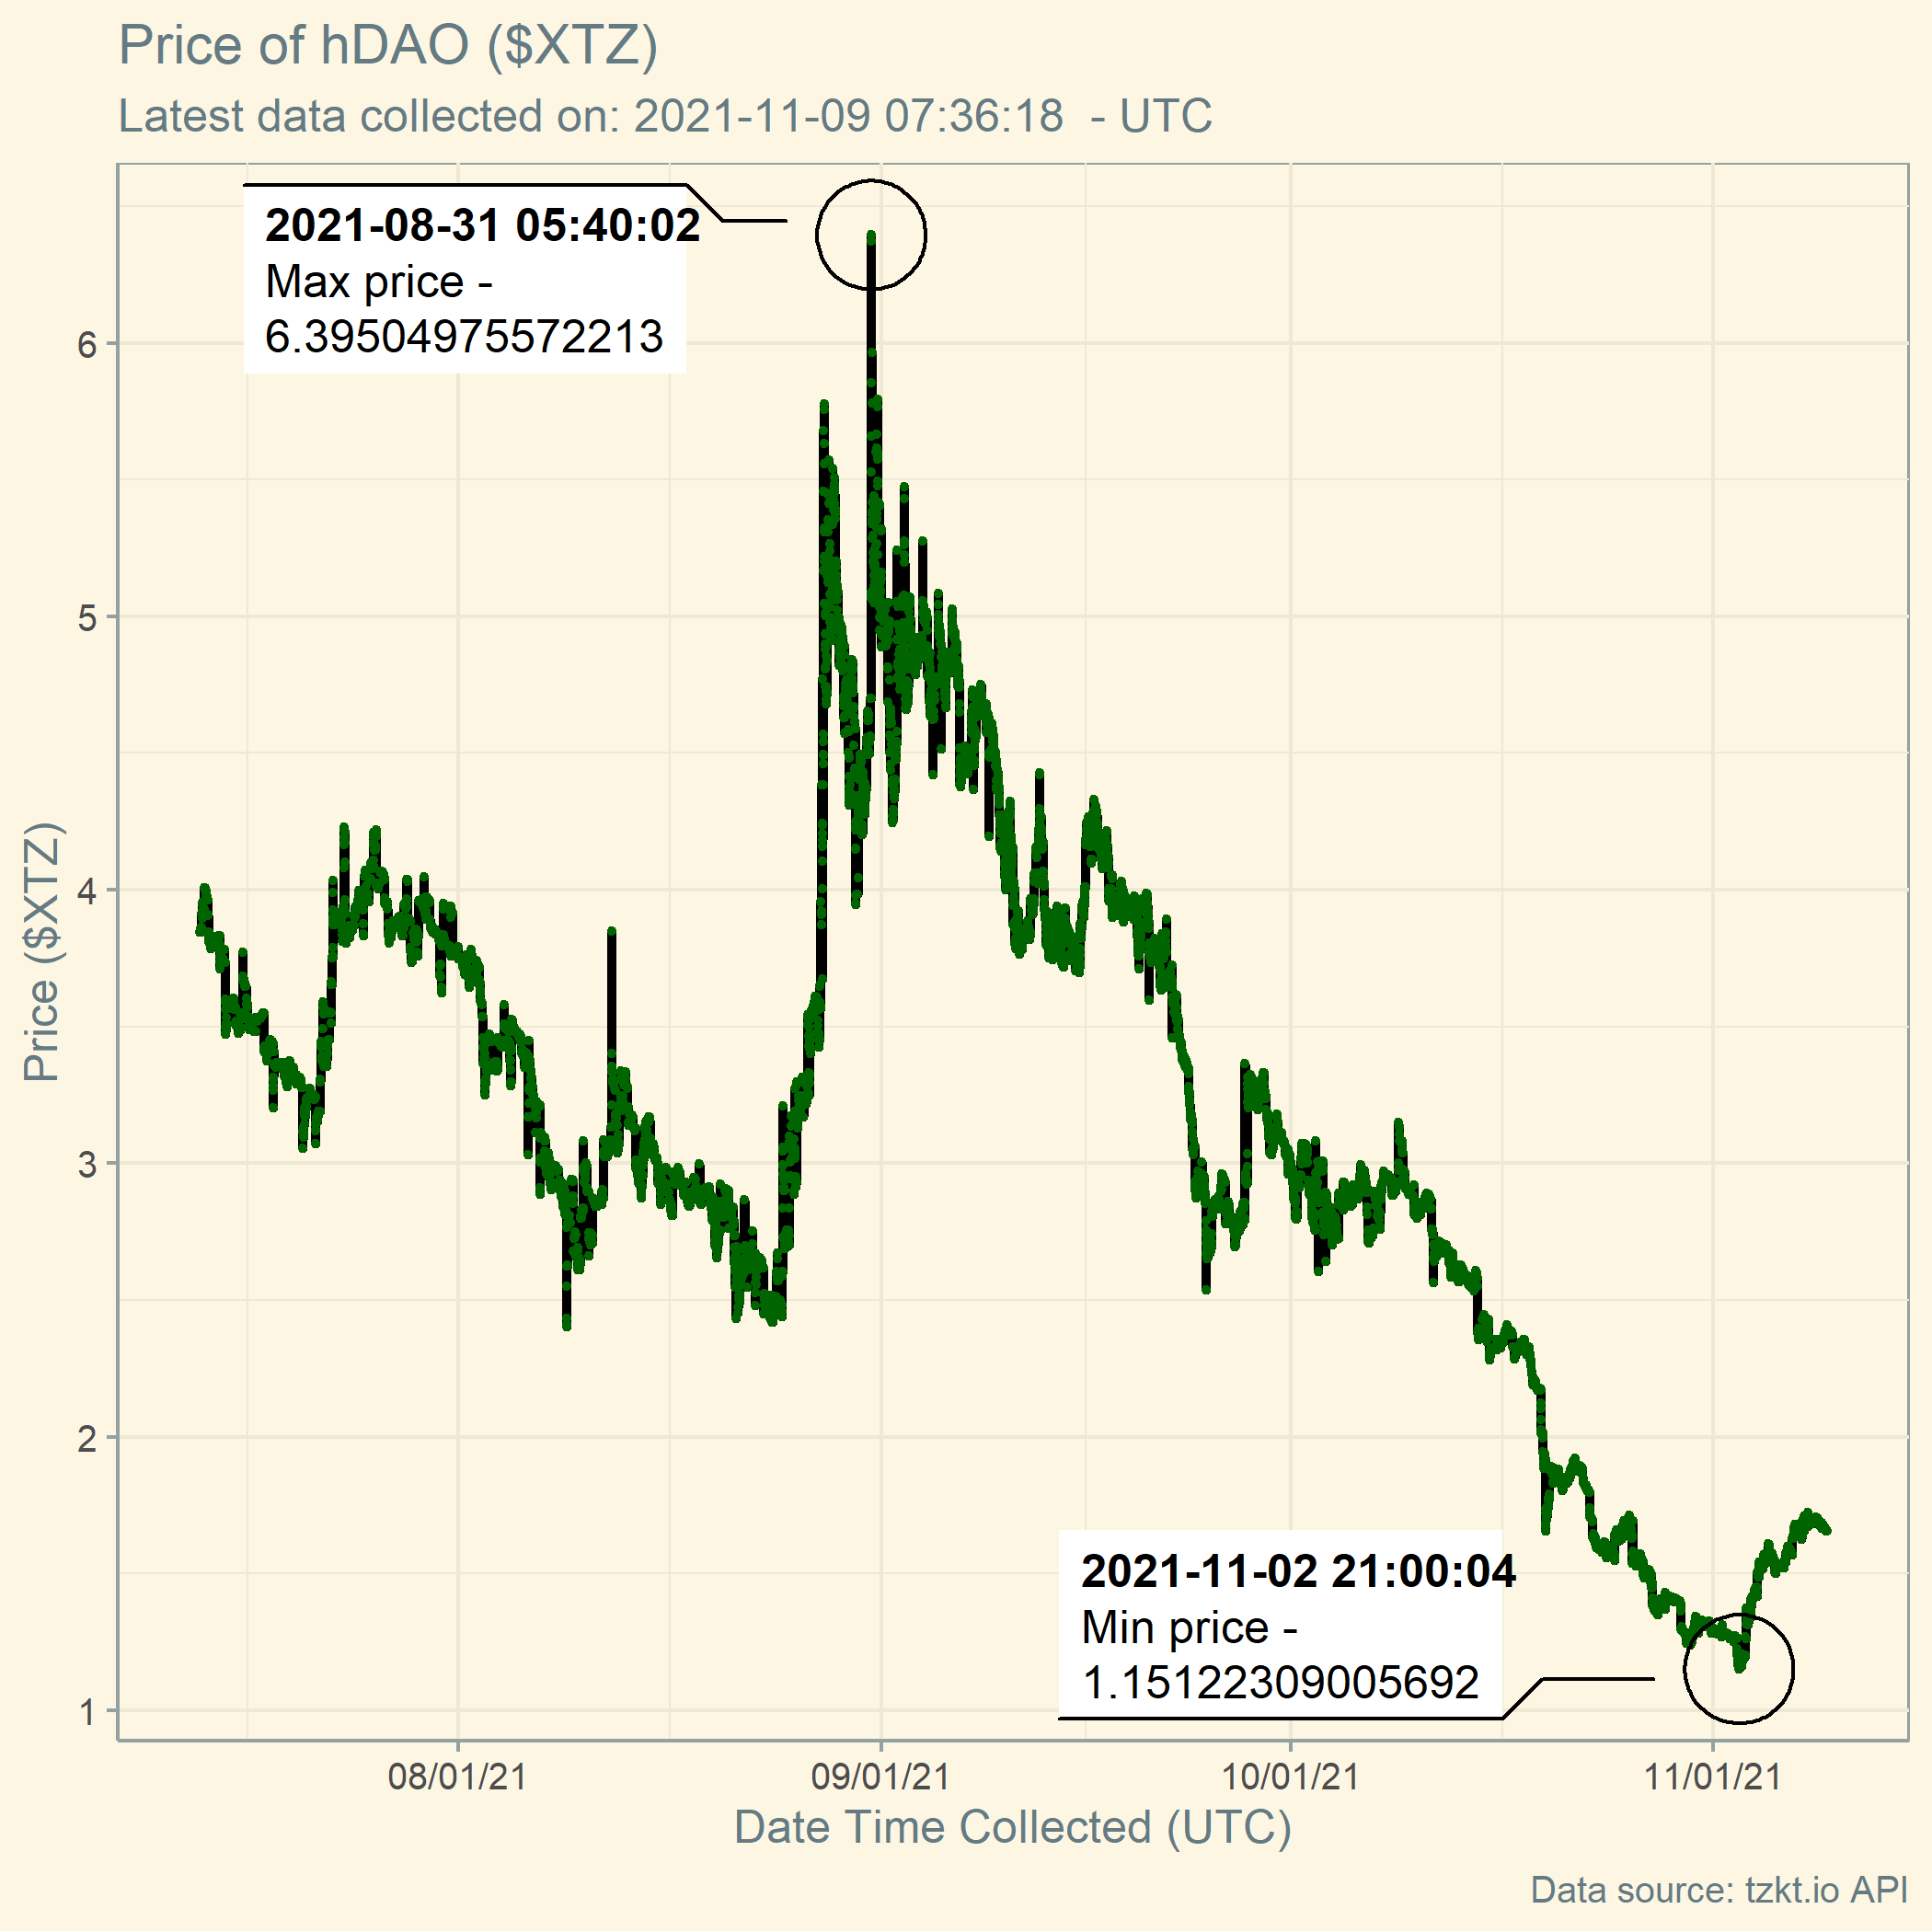 Price of hDAO ($XTZ)
Latest data collected on: 2021-11-09 07:36:18  - UTC
2021-08-31 05:40:02
Max price -
6.39504975572213
6
5
4
3
2
1
Price ($XTZ)
2021-11-02 21:00:04
Min price -
1.15122309005692
08/01/21
09/01/21
10/01/21
11/01/21
Date Time Collected (UTC)
Data source: tzkt.io API